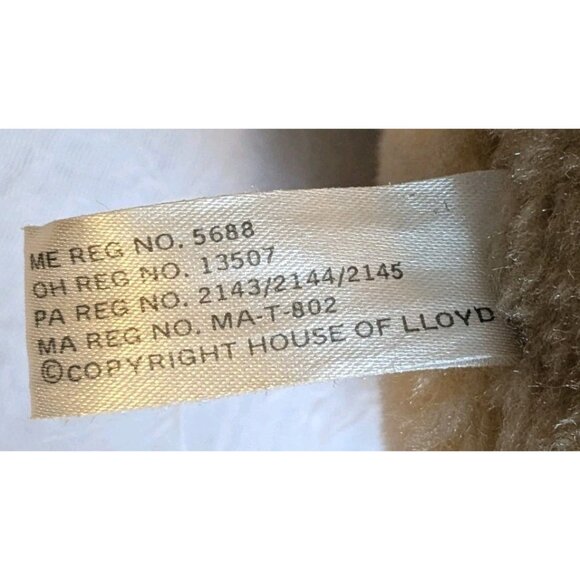 ME REG NO. 5688
OH REG NO. 13507
PA REG NO. 2143/2144/2145
MA REG NO. MA-T-802
©COPYRIGHT HOUSE OF LLOYD